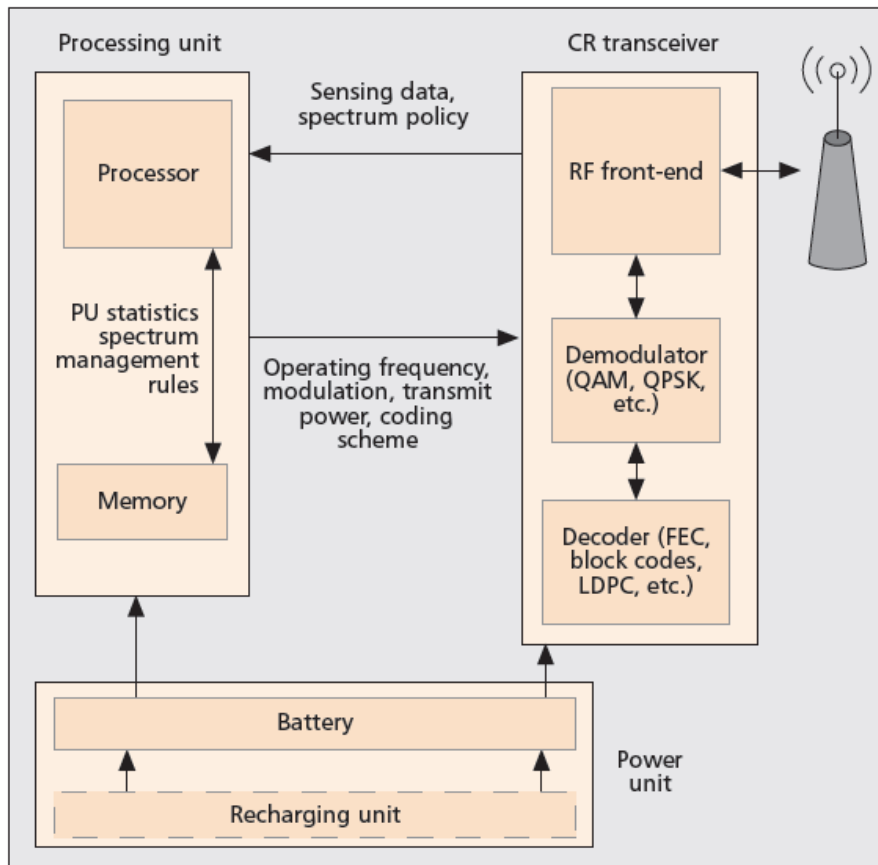 Processing unit
CR transceiver
Sensing data,
spectrum policy
Processor
RF front-end
PU statistics
spectrum
management
rules
Operating frequency,
modulation, transmit
power, coding
scheme
Demodulator
(QAM, QPSK,
etc.)
Memory
Decoder (FEC,
block codes,
LDPC, etc.)
Battery
Power
unit
Recharging unit